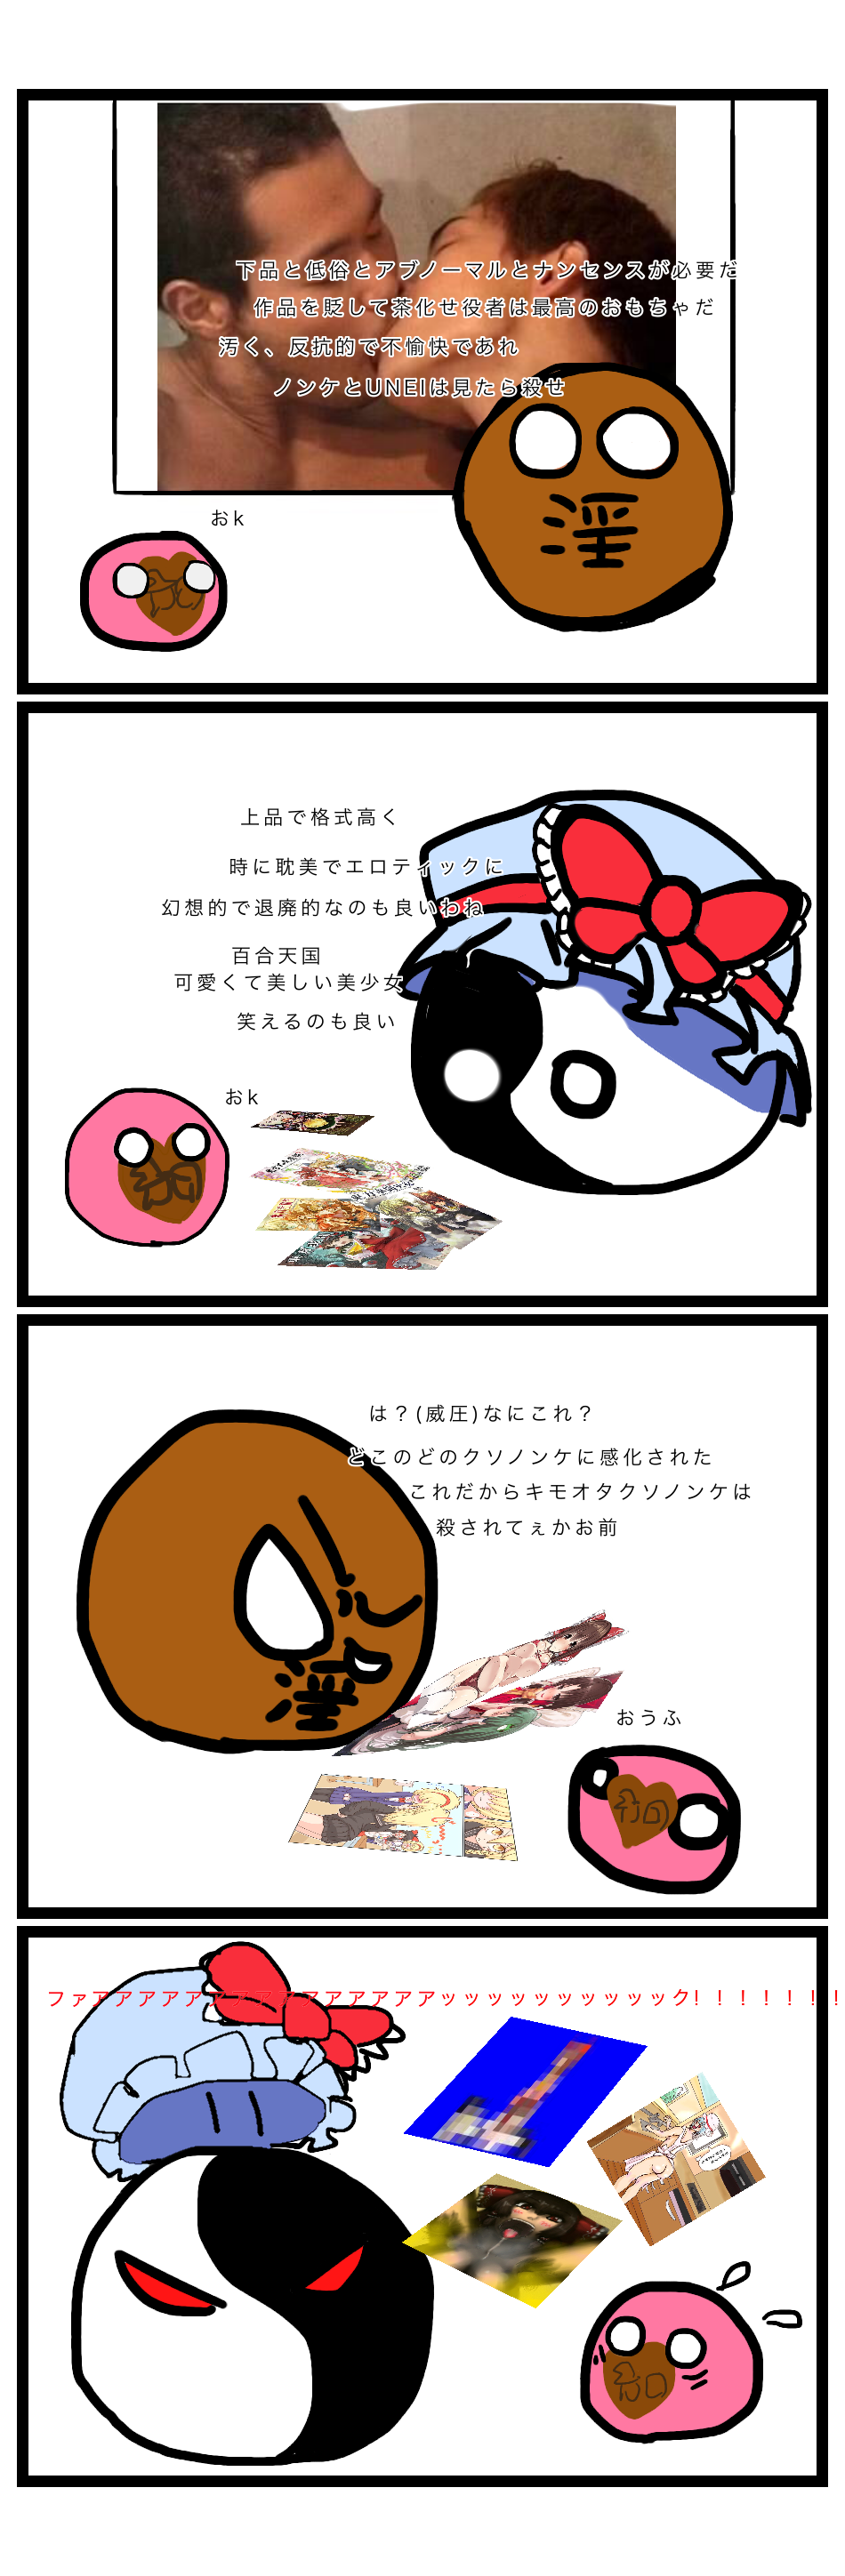 下品と低俗とアブノーマルとナンセンスが必要だ
作品を貶して茶化せ役者は最高のおもちゃだ
汚く、反抗的で不愉快であれ
ノンケとUNEIは見たら殺せ
淫
おk
上品で格式高く
時に耽美でエロティックに
幻想的で退廃的なのも良いわね
百合天国
可愛くて美しい美少女
笑えるのも良い
おk
は？(威圧)なにこれ？
どこのどのクソノンケに感化された
これだからキモオタクソノンケは
殺されてぇかお前
淫
おうふ
ファアアアアアアアアアアアアアアアッッッッッッッッッック!！！！！！！